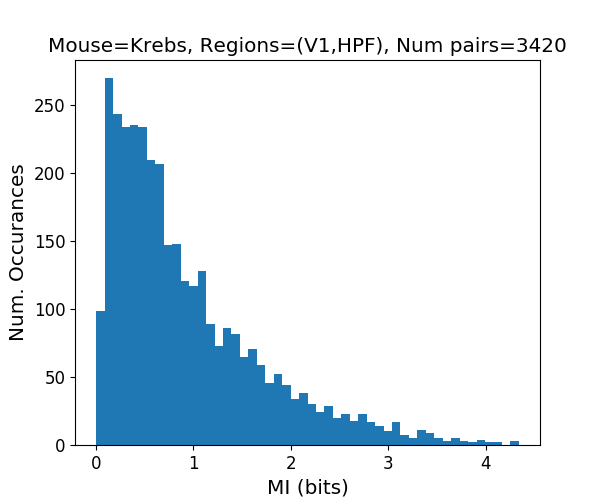 Mouse=Krebs, Regions=(V1,HPF), Num pairs=3420
Num. Occurances
250
200
150
100
50
0
0 1 2 3 4
MI (bits)